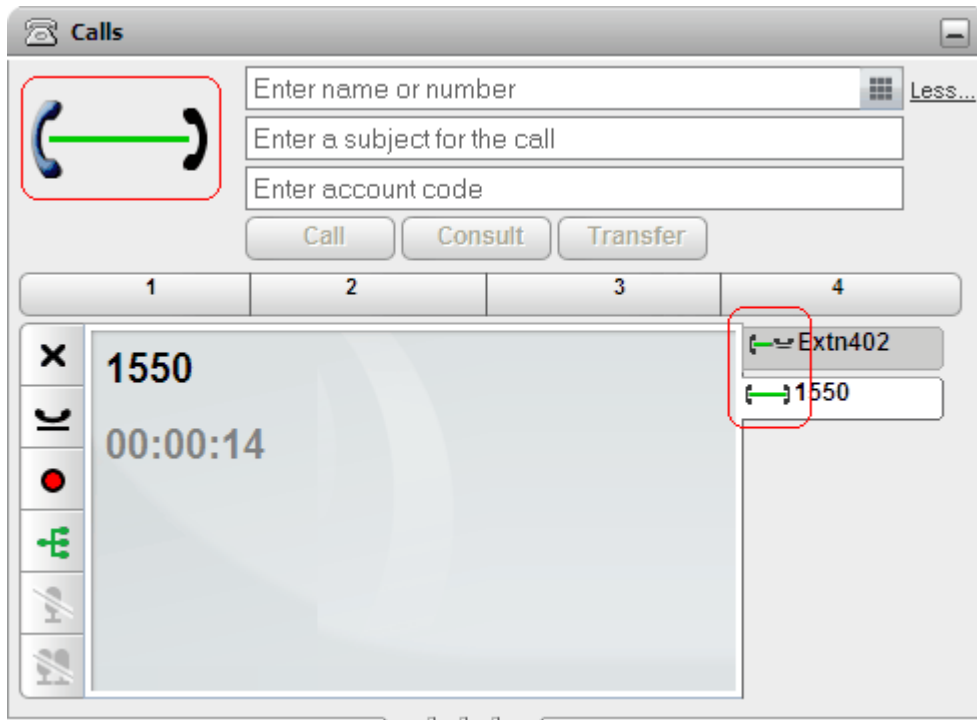 Calls
Enter name or number
Less...
Enter a subject for the call
Enter account code
Call Consult Transfer
1 2 3 4
Extn402
1550
1550
00:00:14